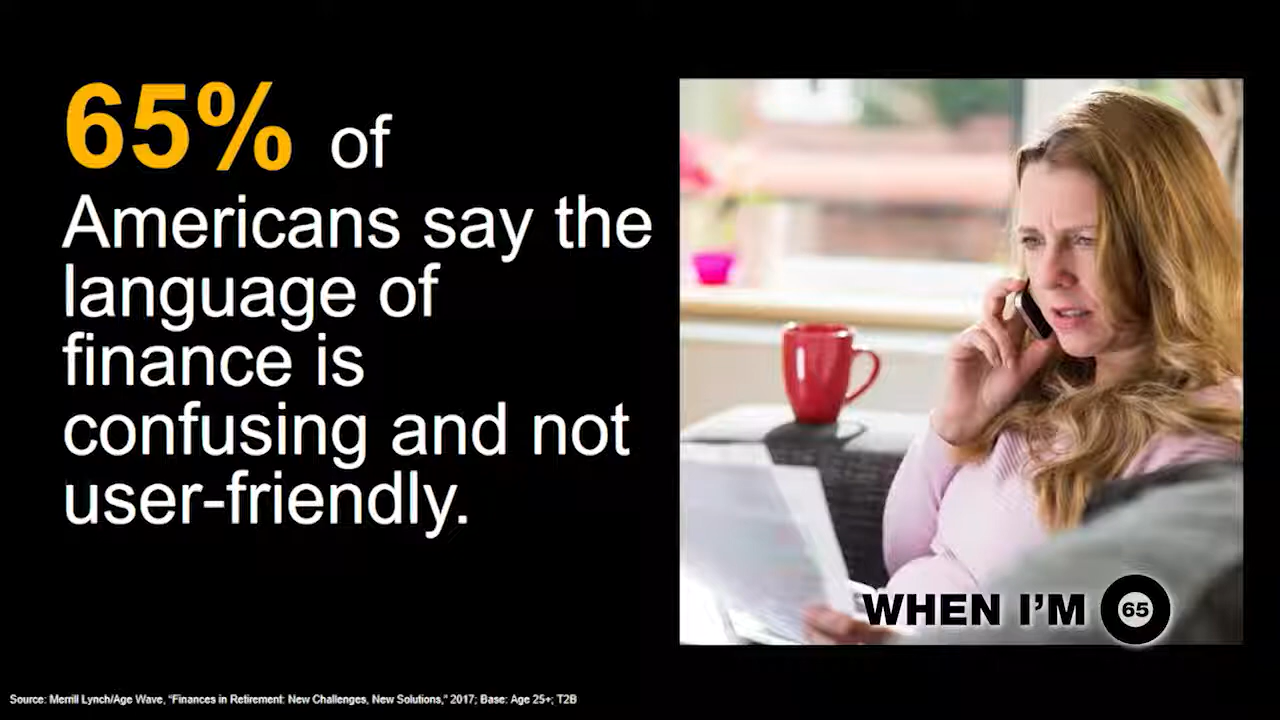 65% of
Americans say the
language of
finance is
confusing and not
user-friendly.
WHEN I'M 65
Source: Merrill Lynch/Age Wave, "Finances in Retirement: New Challenges, New Solutions," 2017; Base: Age 25+; T2B